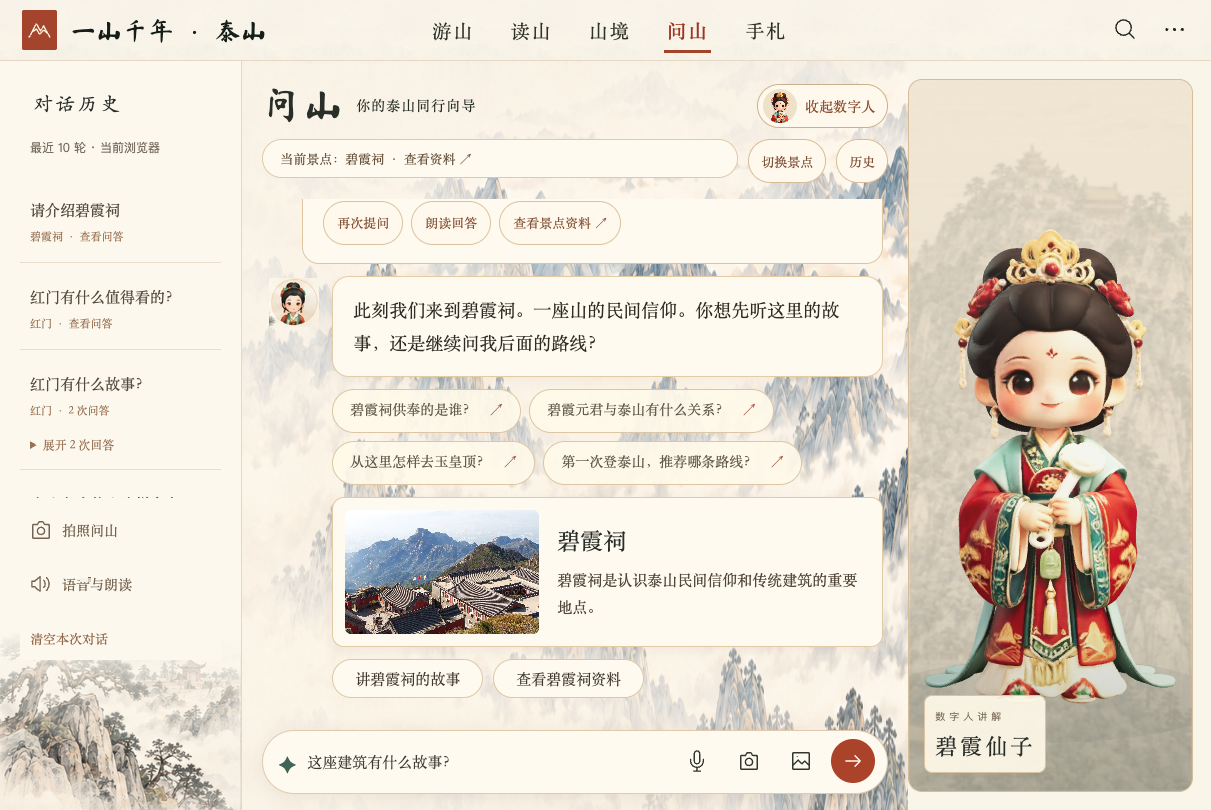 一山千年 · 泰山
游山 读山 山境 问山 手札
对话历史
最近 10 轮 · 当前浏览器
请介绍碧霞祠
碧霞祠 · 查看问答
红门有什么值得看的?
红门 · 查看问答
红门有什么故事?
红门 · 2 次问答
展开 2 次回答
拍照问山
语音与朗读
清空本次对话
问山 你的泰山同行向导
收起数字人
当前景点: 碧霞祠 · 查看资料 ↗
切换景点
历史
再次提问
朗读回答
查看景点资料 ↗
此刻我们来到碧霞祠。一座山的民间信仰。你想先听这里的故
事，还是继续问我后面的路线?
碧霞祠供奉的是谁? ↗
碧霞元君与泰山有什么关系? ↗
从这里怎样去玉皇顶? ↗
第一次登泰山，推荐哪条路线? ↗
碧霞祠
碧霞祠是认识泰山民间信仰和传统建筑的重要
地点。
讲碧霞祠的故事
查看碧霞祠资料
这座建筑有什么故事?
数字人讲解
碧霞仙子